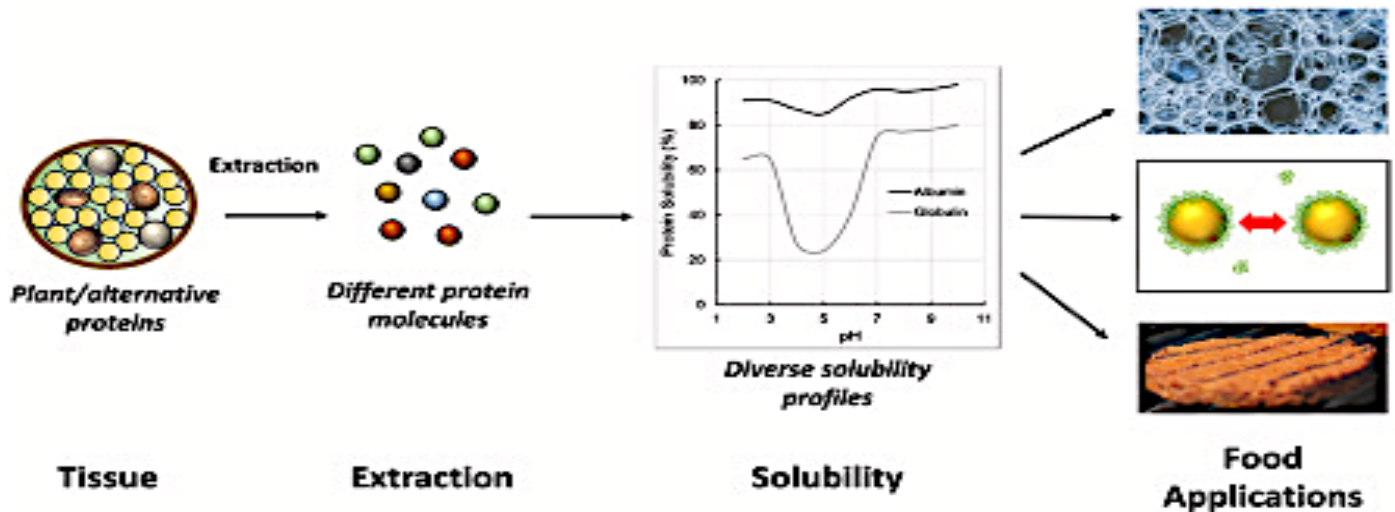 Extraction
Plant/alternative
proteins
Different protein
molecules
Protein Solubility (%)
100
80
60
40
20
0
1 3 5 7 9 11
pH
Albumin
Globulin
Diverse solubility
profiles
Tissue
Extraction
Solubility
Food
Applications